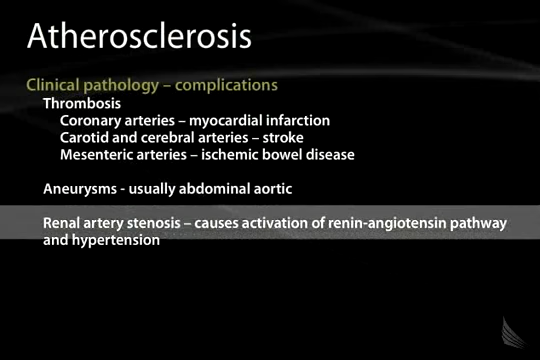 Atherosclerosis
Clinical pathology – complications
Thrombosis
Coronary arteries – myocardial infarction
Carotid and cerebral arteries – stroke
Mesenteric arteries – ischemic bowel disease
Aneurysms - usually abdominal aortic
Renal artery stenosis – causes activation of renin-angiotensin pathway
and hypertension